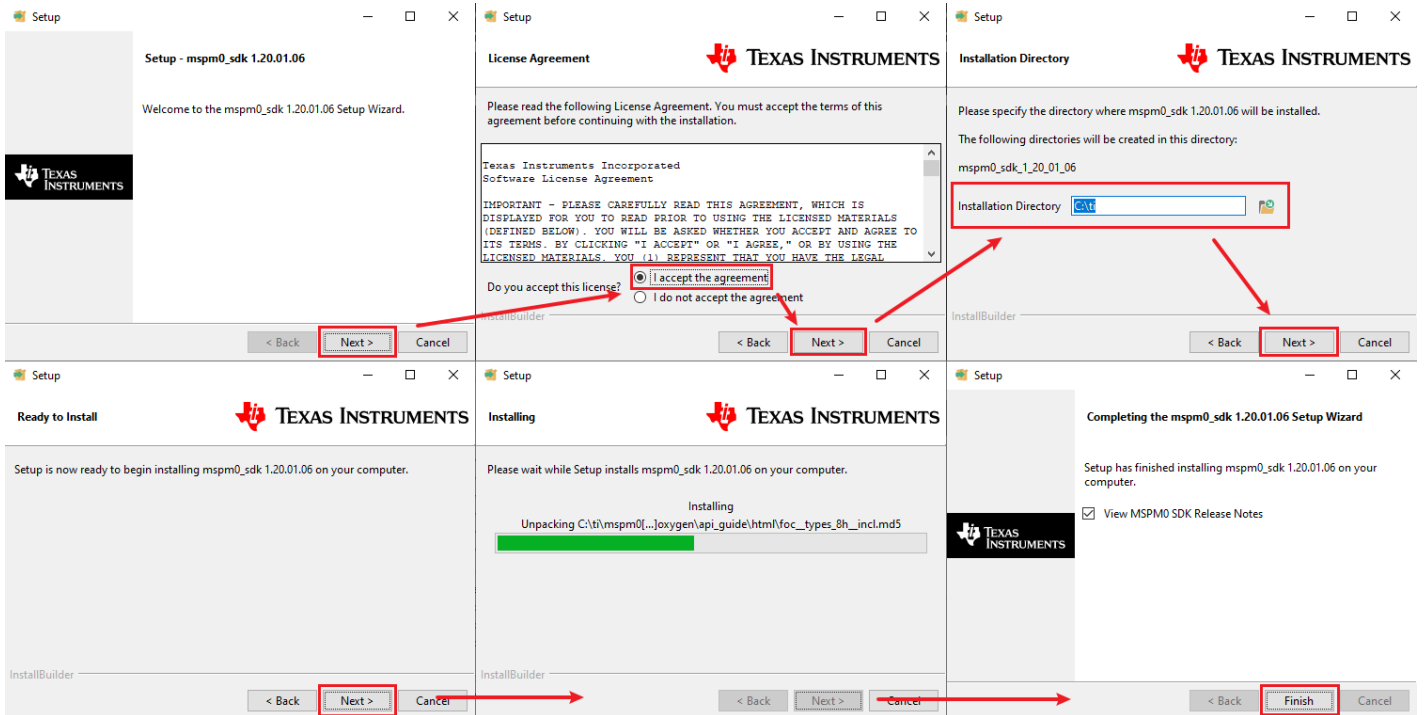 Setup
Setup - mspm0_sdk 1.20.01.06
Welcome to the mspm0_sdk 1.20.01.06 Setup Wizard.
TEXAS
INSTRUMENTS
< Back Next > Cancel
Setup
License Agreement
TEXAS INSTRUMENTS
Please read the following License Agreement. You must accept the terms of this
agreement before continuing with the installation.
Texas Instruments Incorporated
Software License Agreement
IMPORTANT - PLEASE CAREFULLY READ THIS AGREEMENT, WHICH IS
DISPLAYED FOR YOU TO READ PRIOR TO USING THE LICENSED MATERIALS
(DEFINED BELOW). YOU WILL BE ASKED WHETHER YOU ACCEPT AND AGREE TO
ITS TERMS. BY CLICKING "I ACCEPT" OR "I AGREE," OR BY USING THE
LICENSED MATERIALS, YOU (1) REPRESENT THAT YOU HAVE THE LEGAL
Do you accept this license?
I accept the agreement
I do not accept the agreement
InstallBuilder
< Back Next > Cancel
Setup
Installation Directory
TEXAS INSTRUMENTS
Please specify the directory where mspm0_sdk 1.20.01.06 will be installed.
The following directories will be created in this directory:
mspm0_sdk_1_20_01_06
Installation Directory C:\ti
InstallBuilder
< Back Next > Cancel
Setup
Ready to Install
TEXAS INSTRUMENTS
Setup is now ready to begin installing mspm0_sdk 1.20.01.06 on your computer.
InstallBuilder
< Back Next > Cancel
Setup
Installing
TEXAS INSTRUMENTS
Please wait while Setup installs mspm0_sdk 1.20.01.06 on your computer.
Installing
Unpacking C:\ti\mspm0[...]oxygen\api_guide\html\foc__types_8h__incl.md5
InstallBuilder
< Back Next > Cancel
Setup
Completing the mspm0_sdk 1.20.01.06 Setup Wizard
Setup has finished installing mspm0_sdk 1.20.01.06 on your
computer.
View MSPM0 SDK Release Notes
TEXAS
INSTRUMENTS
< Back Finish Cancel